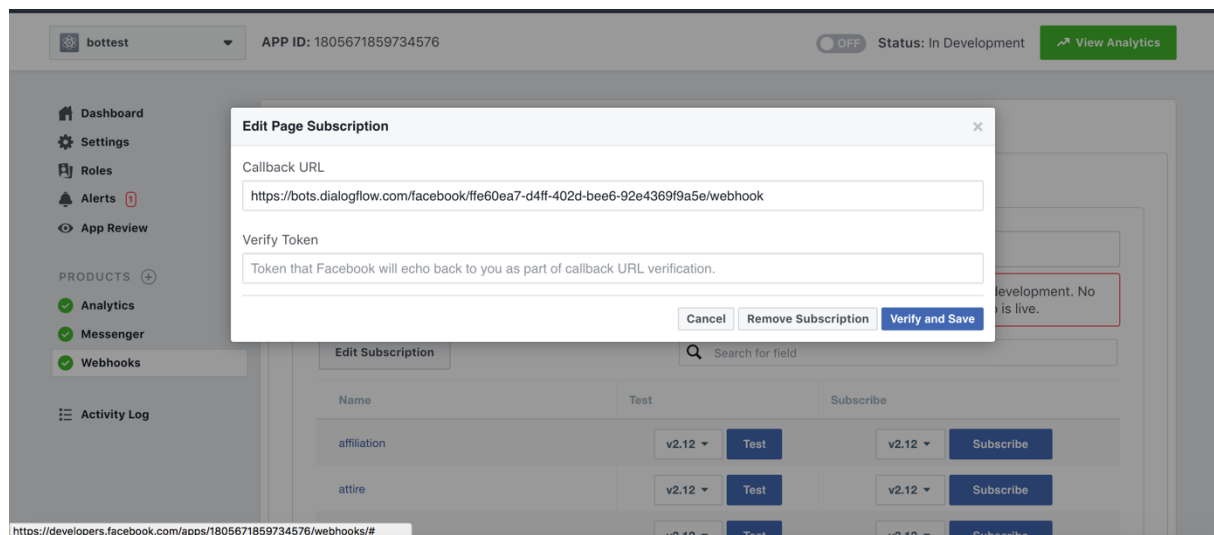 bottest
APP ID: 1805671859734576
OFF
Status: In Development
View Analytics
Dashboard
Settings
Roles
Alerts 1
App Review
PRODUCTS
Analytics
Messenger
Webhooks
Activity Log
Edit Page Subscription
Callback URL
https://bots.dialogflow.com/facebook/ffe60ea7-d4ff-402d-bee6-92e4369f9a5e/webhook
Verify Token
Token that Facebook will echo back to you as part of callback URL verification.
Cancel Remove Subscription Verify and Save
development. No
is live.
Edit Subscription
Search for field
Name Test Subscribe
affiliation v2.12 Test v2.12 Subscribe
attire v2.12 Test v2.12 Subscribe
https://developers.facebook.com/apps/1805671859734576/webhooks/#